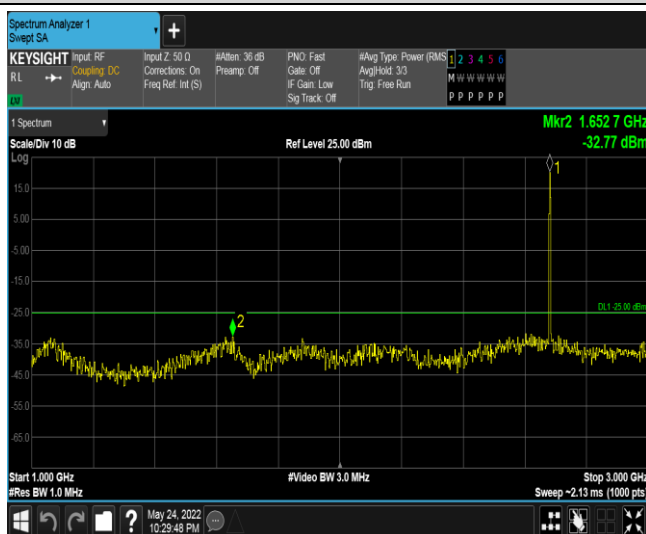 Spectrum Analyzer 1
Swept SA
+
KEYSIGHT
RL
Input: RF
Coupling: DC
Align: Auto
Input Z: 50 Ω
Corrections: On
Freq Ref: Int (S)
#Atten: 36 dB
Preamp: Off
PNO: Fast
Gate: Off
IF Gain: Low
Sig Track: Off
#Avg Type: Power (RMS
Avg|Hold: 3/3
Trig: Free Run
1 2 3 4 5 6
M W W W W W
P P P P P P
1 Spectrum
Mkr2 1.652 7 GHz
Scale/Div 10 dB
Ref Level 25.00 dBm
-32.77 dBm
Log
1
15.0
5.00
-5.00
-15.0
-25.0
DL1 -25.00 dBm
2
-35.0
-45.0
-55.0
-65.0
Start 1.000 GHz
#Video BW 3.0 MHz
Stop 3.000 GHz
#Res BW 1.0 MHz
Sweep ~2.13 ms (1000 pts)
?
May 24, 2022
10:29:48 PM